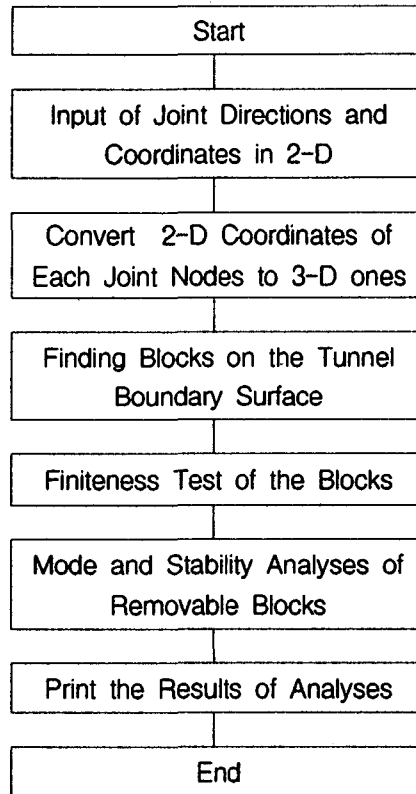 Start
Input of Joint Directions and
Coordinates in 2-D
Convert 2-D Coordinates of
Each Joint Nodes to 3-D ones
Finding Blocks on the Tunnel
Boundary Surface
Finiteness Test of the Blocks
Mode and Stability Analyses of
Removable Blocks
Print the Results of Analyses
End